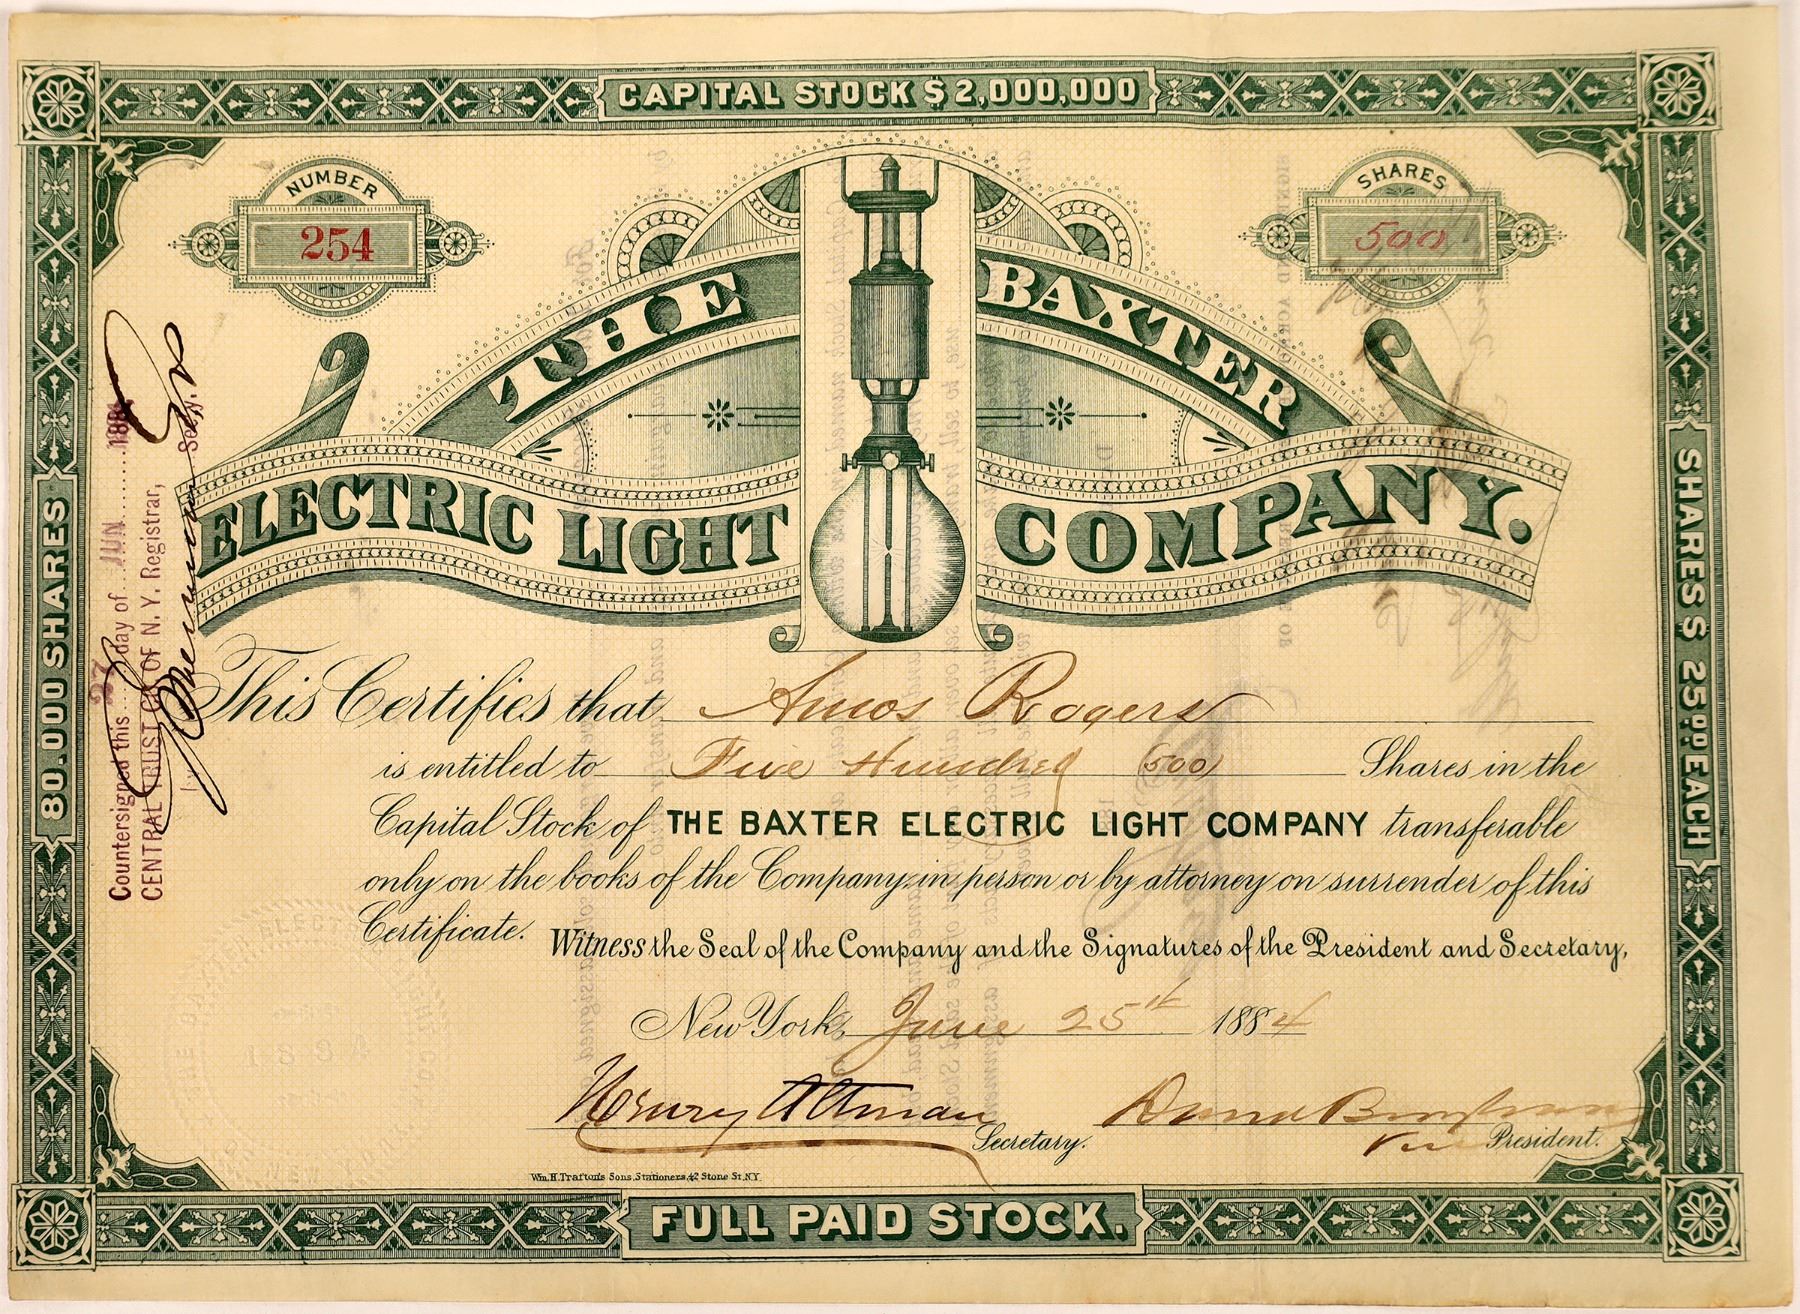 CAPITAL STOCK $2,000,000
NUMBER
254
SHARES
500
THE BAXTER
ELECTRIC LIGHT COMPANY.
80.000 SHARES
SHARES $ 25.00 EACH
Countersigned this 27 day of JUN 1884
CENTRAL TRUST CO. OF N. Y. Registrar,
This Certifies that Amos Rogers
is entitled to Five Hundred (500) Shares in the
Capital Stock of THE BAXTER ELECTRIC LIGHT COMPANY transferable
only on the books of the Company in person or by attorney on surrender of this
Certificate.
Witness the Seal of the Company and the Signatures of the President and Secretary,
New York, June 25th 1884
Henry Altman
Secretary.
Vice President.
Wm. H. Trafton's Sons, Stationers, 42 Stone St. N.Y.
FULL PAID STOCK.
1884